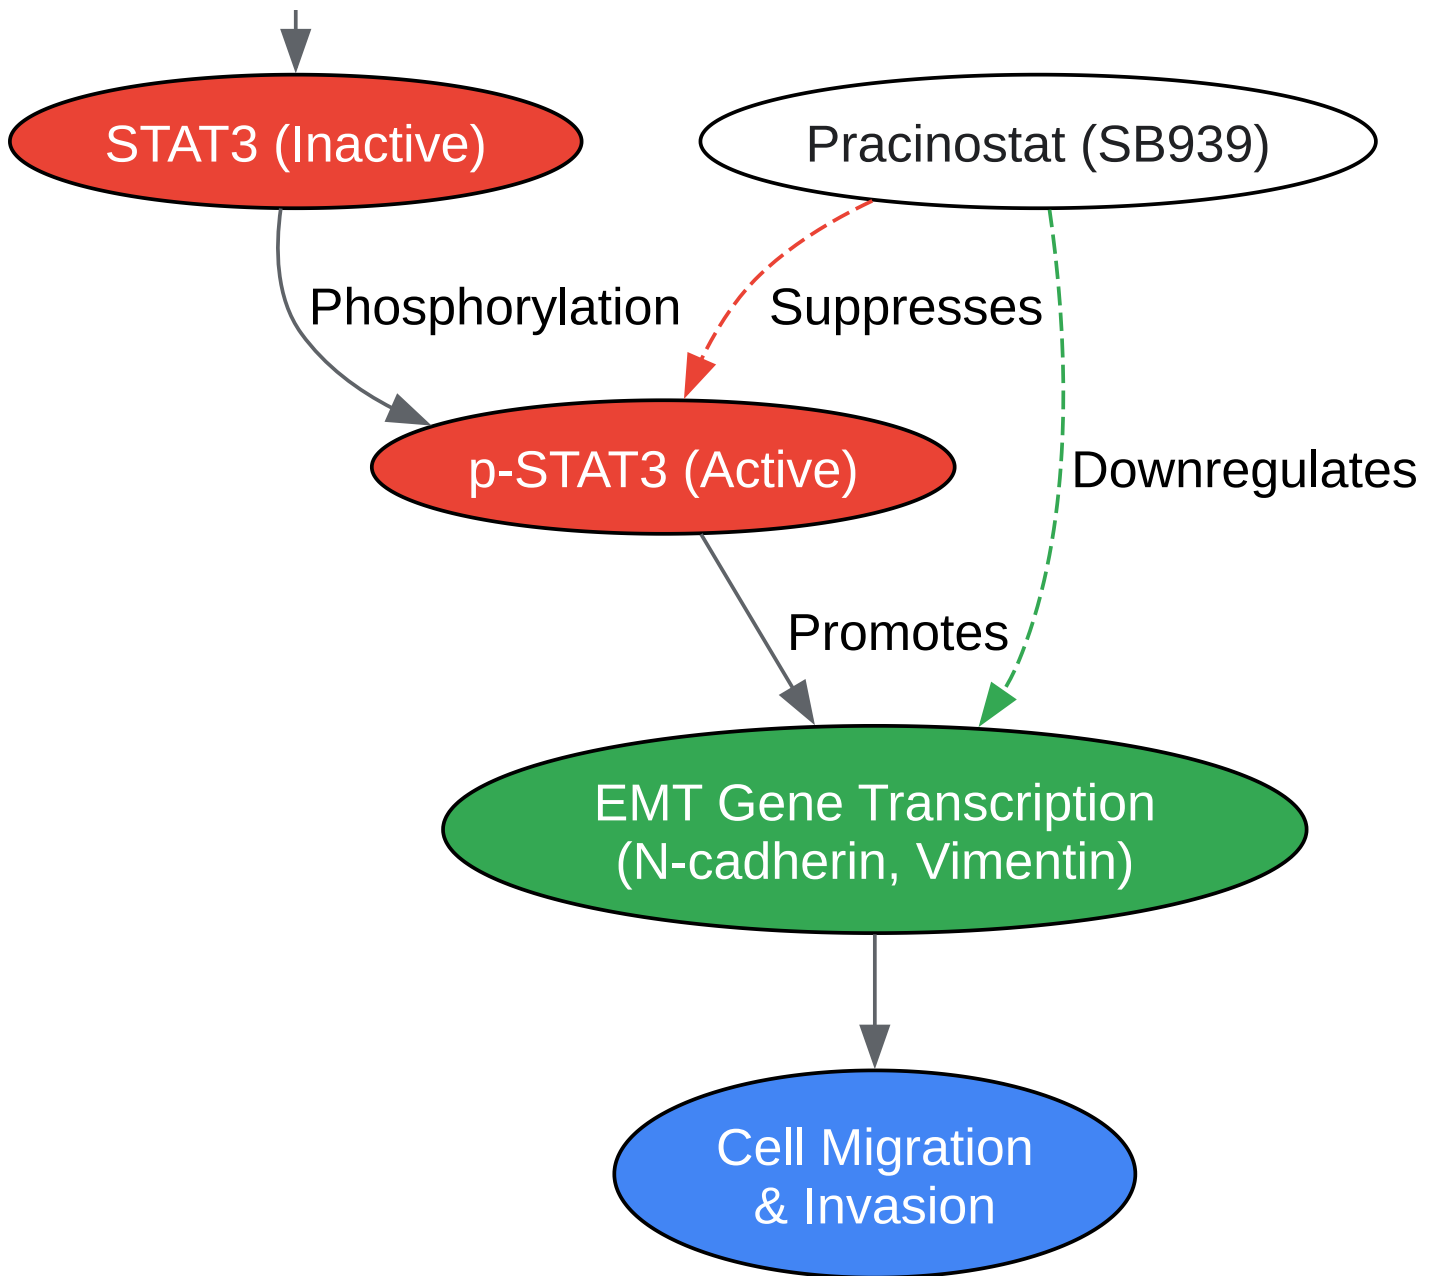 STAT3 (Inactive)
Pracinostat (SB939)
Phosphorylation
Suppresses
p-STAT3 (Active)
Downregulates
Promotes
EMT Gene Transcription
(N-cadherin, Vimentin)
Cell Migration
& Invasion